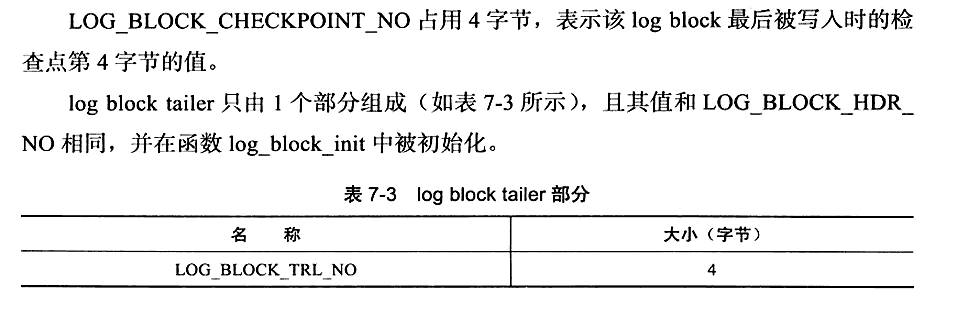 LOG_BLOCK_CHECKPOINT_NO 占用 4 字节，表示该 log block 最后被写入时的检
查点第 4 字节的值。
log block tailer 只由 1 个部分组成（如表 7-3 所示），且其值和 LOG_BLOCK_HDR_
NO 相同，并在函数 log_block_init 中被初始化。
表 7-3 log block tailer 部分
名 称 大小（字节）
LOG_BLOCK_TRL_NO 4